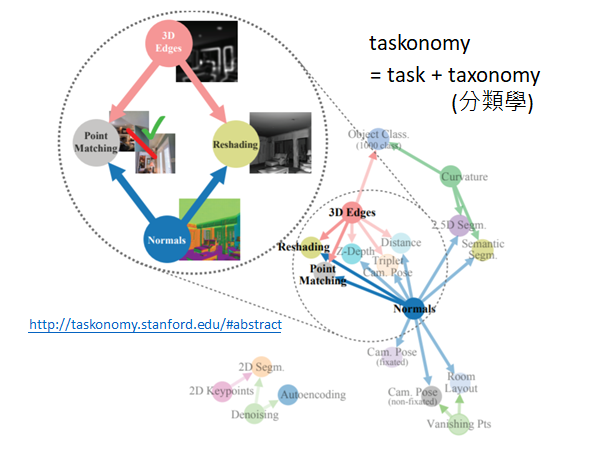 taskonomy
= task + taxonomy
(分類學)
3D
Edges
Point
Matching
Reshading
Normals
Object Class.
(1000 class)
Curvature
3D Edges
2.5D Segm.
Reshading
Z-Depth
Distance
Semantic
Segm.
Point
Matching
Triplet
Cam. Pose
Normals
http://taskonomy.stanford.edu/#abstract
Cam. Pose
(fixated)
2D Segm.
Room
Layout
2D Keypoints
Autoencoding
Cam. Pose
(non-fixated)
Denoising
Vanishing Pts